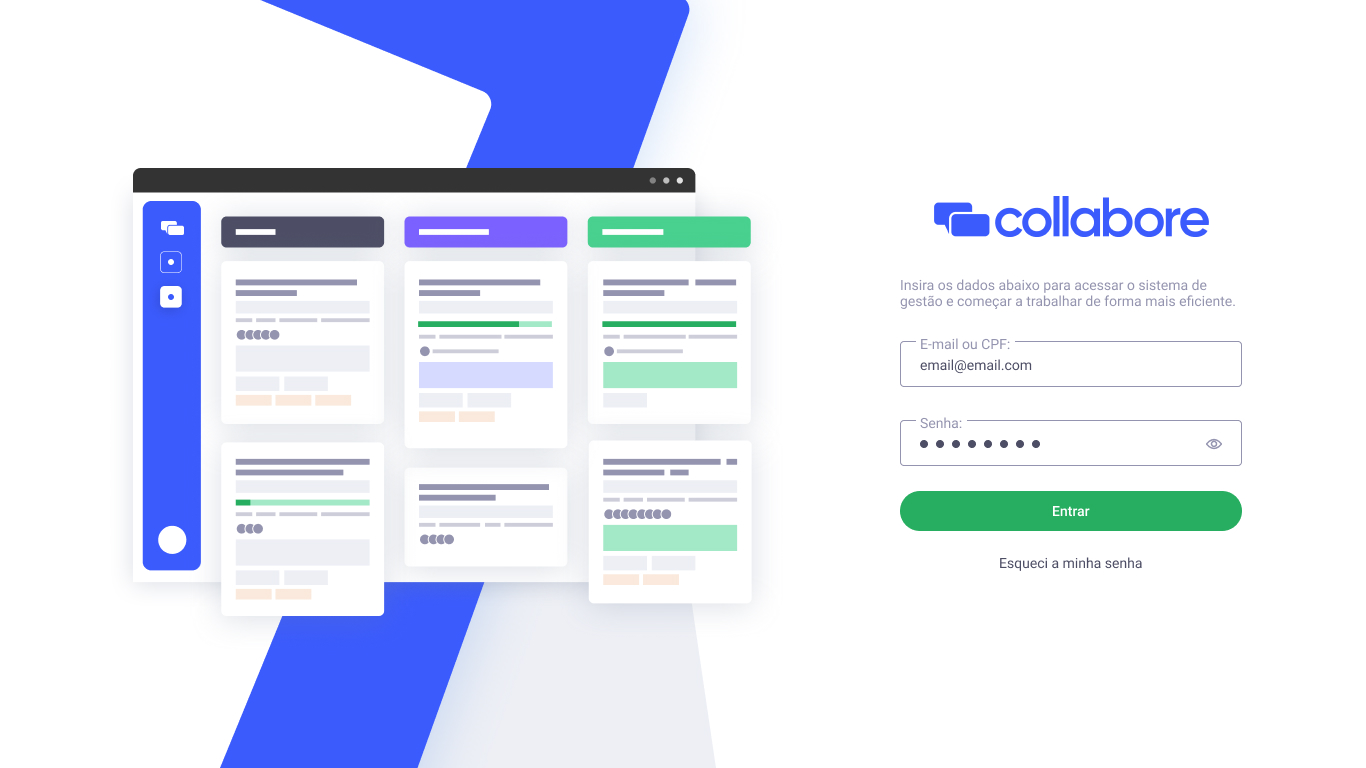 collabore
Insira os dados abaixo para acessar o sistema de
gestão e começar a trabalhar de forma mais eficiente.
E-mail ou CPF:
email@email.com
Senha:
Entrar
Esqueci a minha senha